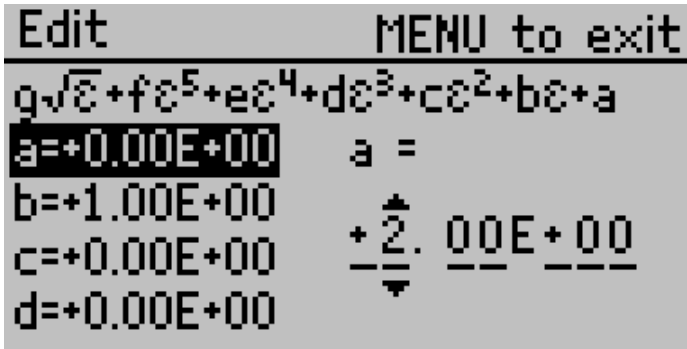 Edit MENU to exit
g√ε+fε⁵+eε⁴+dε³+cε²+bε+a
a=+0.00E+00 a =
b=+1.00E+00
+2.00E+00
c=+0.00E+00
d=+0.00E+00